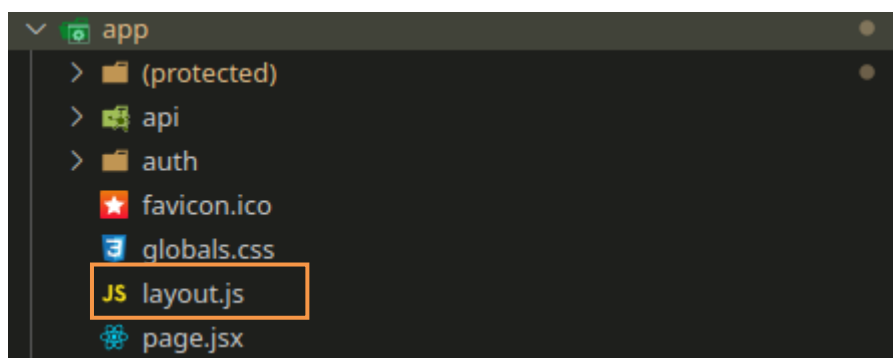 app
(protected)
api
auth
favicon.ico
globals.css
JS layout.js
page.jsx